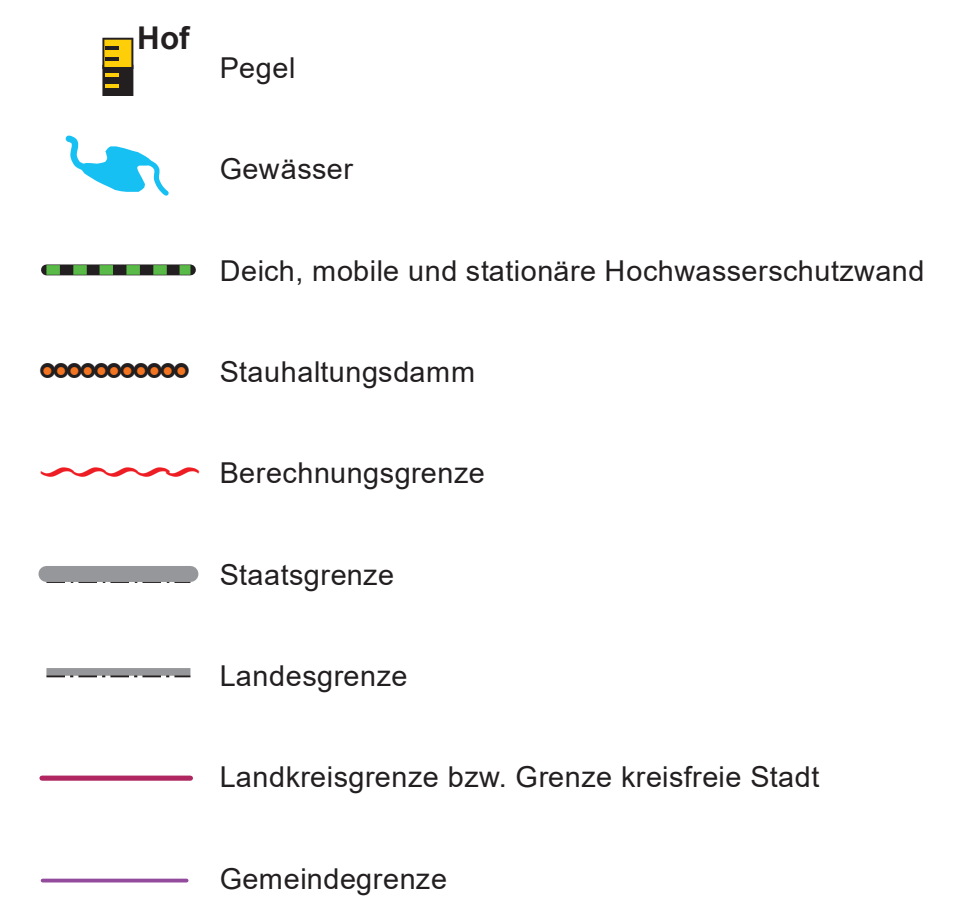 Hof
Pegel
Gewässer
Deich, mobile und stationäre Hochwasserschutzwand
Stauhaltungsdamm
Berechnungsgrenze
Staatsgrenze
Landesgrenze
Landkreisgrenze bzw. Grenze kreisfreie Stadt
Gemeindegrenze